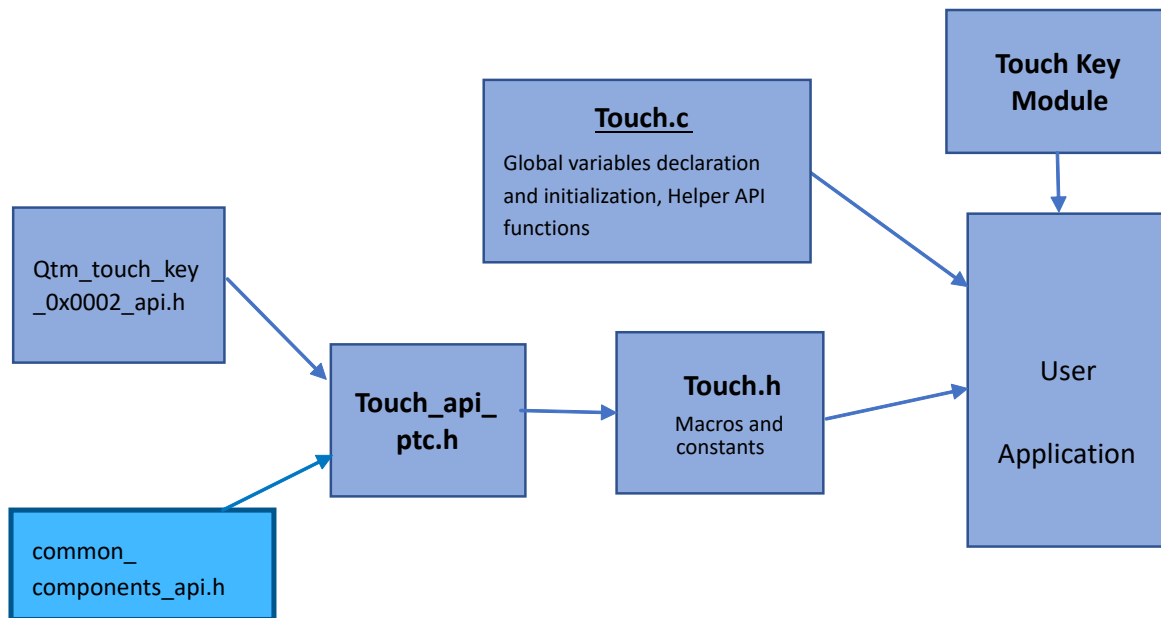 Touch Key
Module
Touch.c
Global variables declaration
and initialization, Helper API
functions
Qtm_touch_key
_0x0002_api.h
Touch_api_
ptc.h
Touch.h
Macros and
constants
User
Application
common_
components_api.h